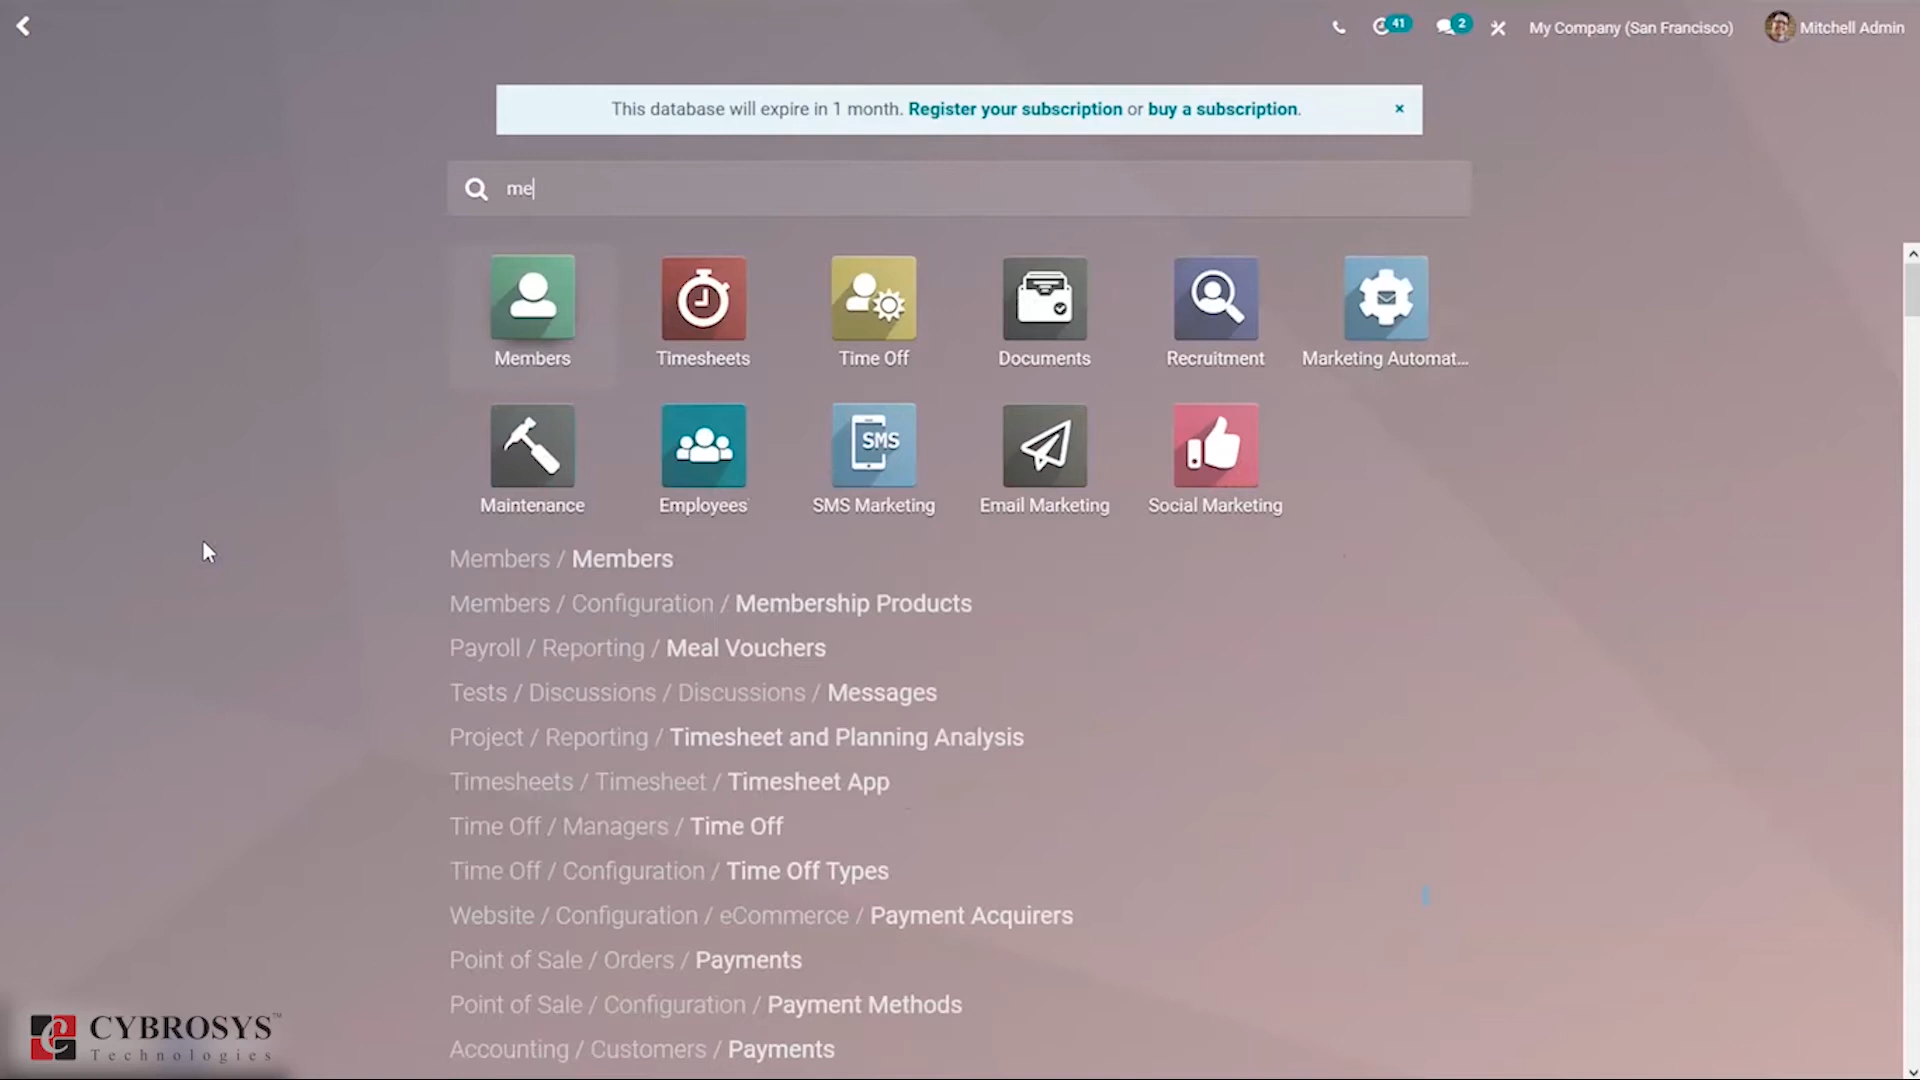 41
2
My Company (San Francisco)
Mitchell Admin
This database will expire in 1 month. Register your subscription or buy a subscription.
×
me
Members
Timesheets
Time Off
Documents
Recruitment
Marketing Automat...
SMS
Maintenance
Employees
SMS Marketing
Email Marketing
Social Marketing
Members / Members
Members / Configuration / Membership Products
Payroll / Reporting / Meal Vouchers
Tests / Discussions / Discussions / Messages
Project / Reporting / Timesheet and Planning Analysis
Timesheets / Timesheet / Timesheet App
Time Off / Managers / Time Off
Time Off / Configuration / Time Off Types
Website / Configuration / eCommerce / Payment Acquirers
Point of Sale / Orders / Payments
Point of Sale / Configuration / Payment Methods
Accounting / Customers / Payments
CYBROSYS™
Technologies